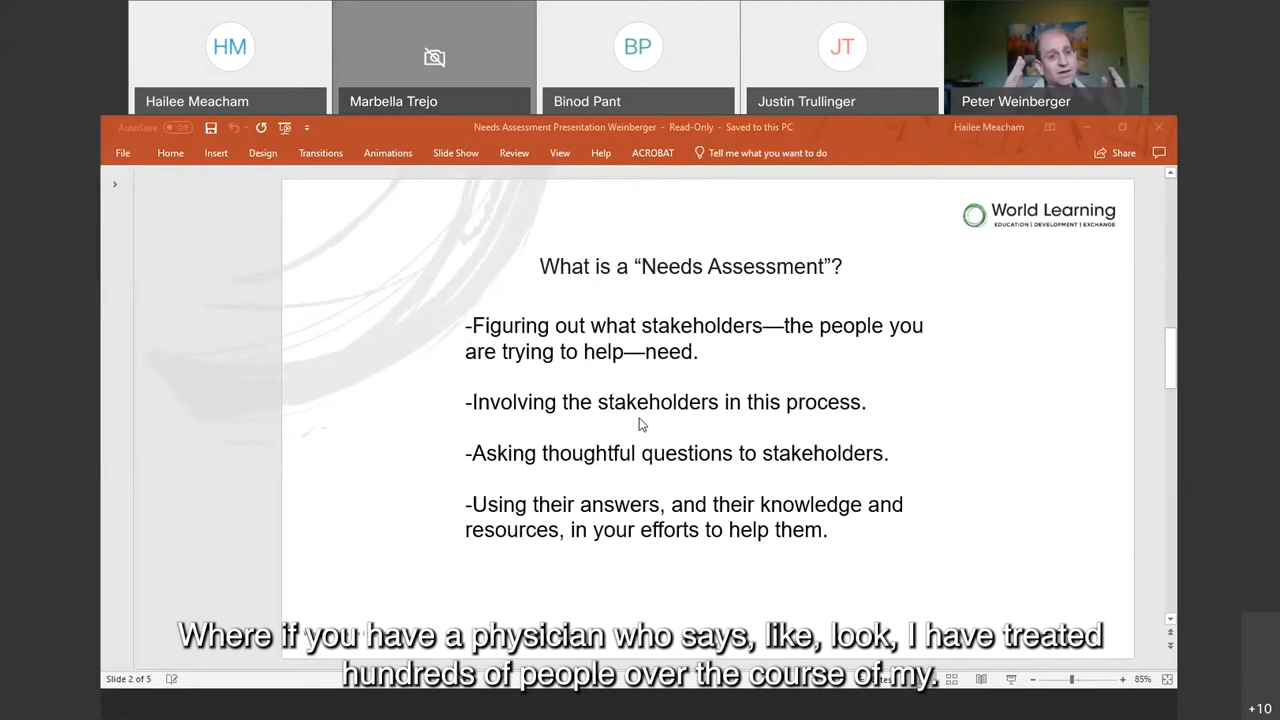 HM
BP
JT
Hailee Meacham
Marbella Trejo
Binod Pant
Justin Trullinger
Peter Weinberger
AutoSave
Off
Needs Assessment Presentation Weinberger - Read-Only - Saved to this PC
Hailee Meacham
File Home Insert Design Transitions Animations Slide Show Review View Help ACROBAT Tell me what you want to do Share
World Learning
EDUCATION | DEVELOPMENT | EXCHANGE
What is a “Needs Assessment”?
-Figuring out what stakeholders—the people you
are trying to help—need.
-Involving the stakeholders in this process.
-Asking thoughtful questions to stakeholders.
-Using their answers, and their knowledge and
resources, in your efforts to help them.
Where if you have a physician who says, like, look, I have treated
hundreds of people over the course of my.
Slide 2 of 5
85%
+10